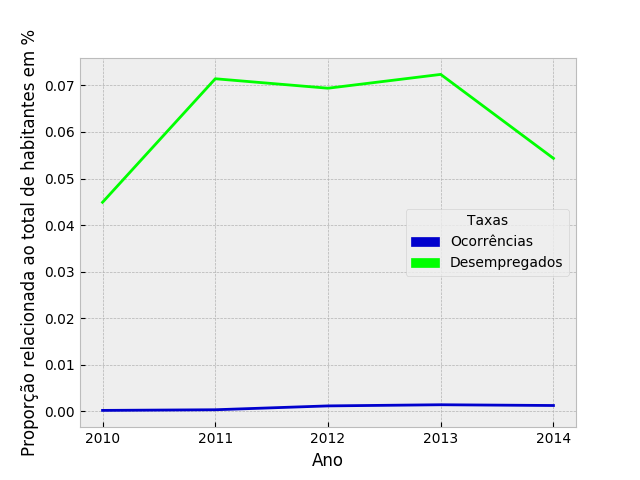 Proporção relacionada ao total de habitantes em %
0.07
0.06
0.05
0.04
0.03
0.02
0.01
0.00
Taxas
Ocorrências
Desempregados
2010 2011 2012 2013 2014
Ano